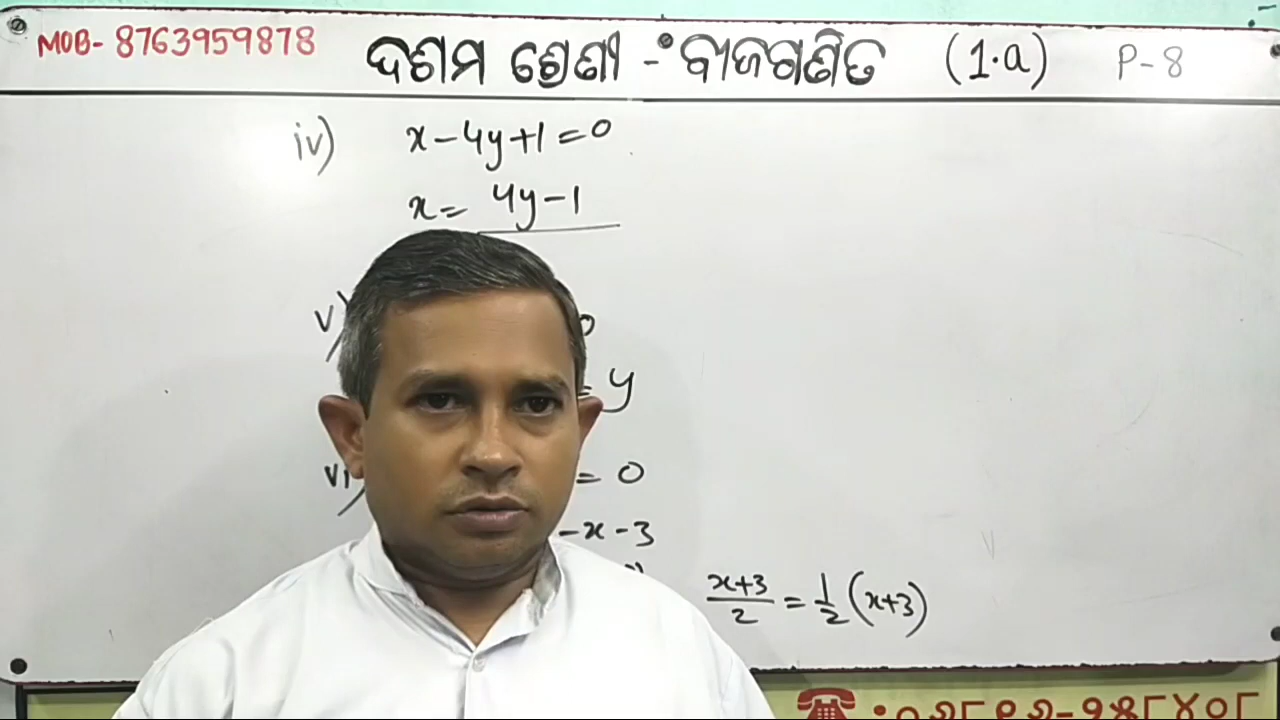 MOB- 8763959878 ଦଶମ ଶ୍ରେଣୀ - ବୀଜଗଣିତ (1.a) P-8
iv) x-4y+1=0
x= 4y-1
v) 0
= y
vi) = 0
-x-3
x+3/2 = 1/2 (x+3)